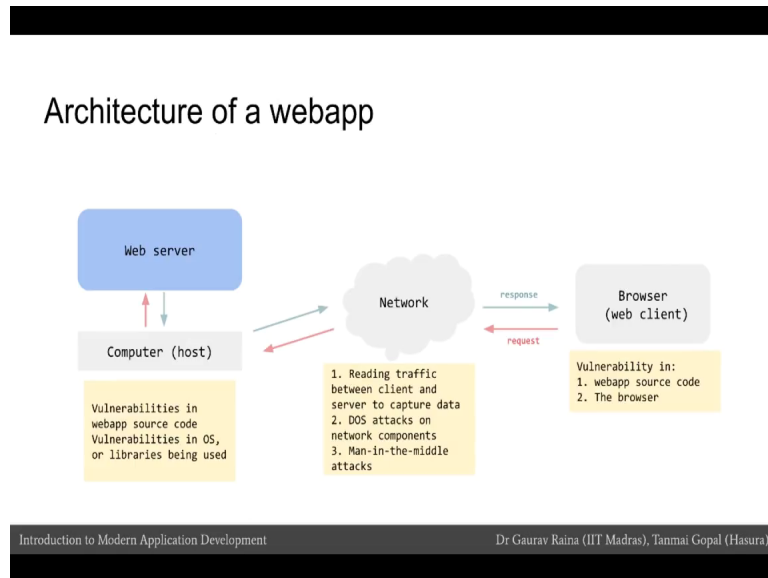 Architecture of a webapp
Web server
Computer (host)
Vulnerabilities in
webapp source code
Vulnerabilities in OS,
or libraries being used
Network
1. Reading traffic
between client and
server to capture data
2. DOS attacks on
network components
3. Man-in-the-middle
attacks
response
request
Browser
(web client)
Vulnerability in:
1. webapp source code
2. The browser
Introduction to Modern Application Development
Dr Gaurav Raina (IIT Madras), Tanmai Gopal (Hasura)